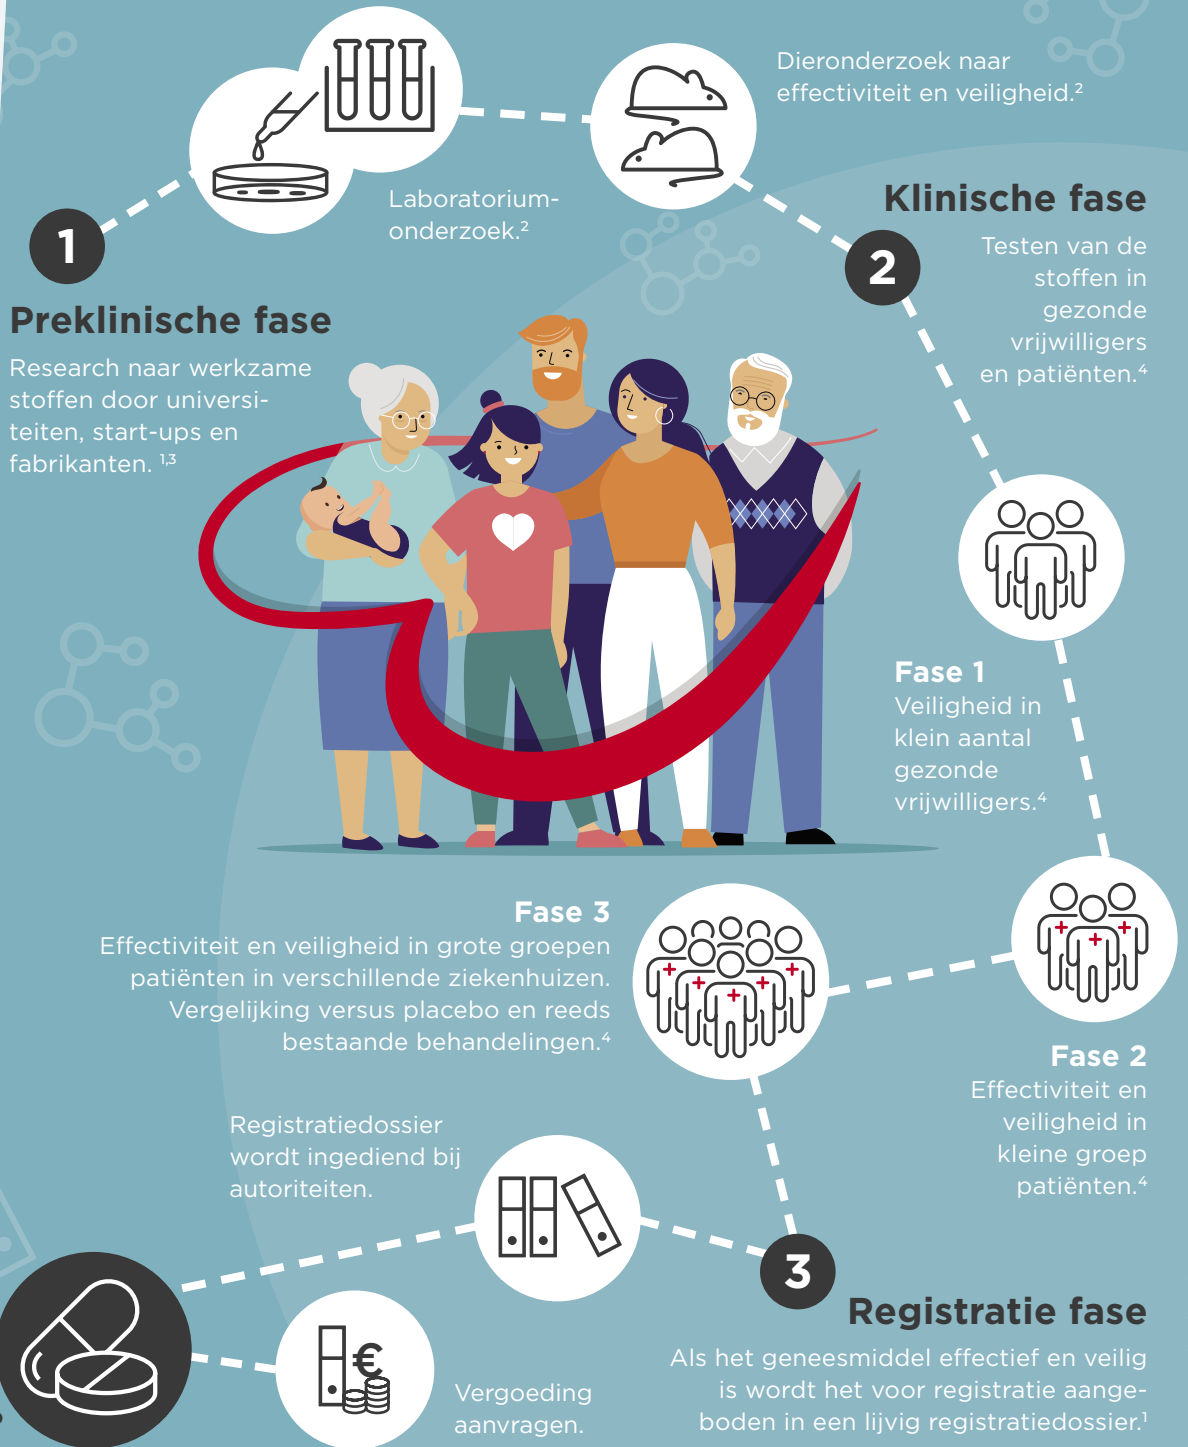 1
Preklinische fase
Research naar werkzame
stoffen door universi-
teiten, start-ups en
fabrikanten. 1,3
Laboratorium-
onderzoek.²
Dieronderzoek naar
effectiviteit en veiligheid.²
2
Klinische fase
Testen van de
stoffen in
gezonde
vrijwilligers
en patiënten.⁴
Fase 1
Veiligheid in
klein aantal
gezonde
vrijwilligers.⁴
Fase 2
Effectiviteit en
veiligheid in
kleine groep
patiënten.⁴
Fase 3
Effectiviteit en veiligheid in grote groepen
patiënten in verschillende ziekenhuizen.
Vergelijking versus placebo en reeds
bestaande behandelingen.⁴
3
Registratie fase
Als het geneesmiddel effectief en veilig
is wordt het voor registratie aange-
boden in een lijvig registratiedossier.¹
Registratiedossier
wordt ingediend bij
autoriteiten.
€
Vergoeding
aanvragen.